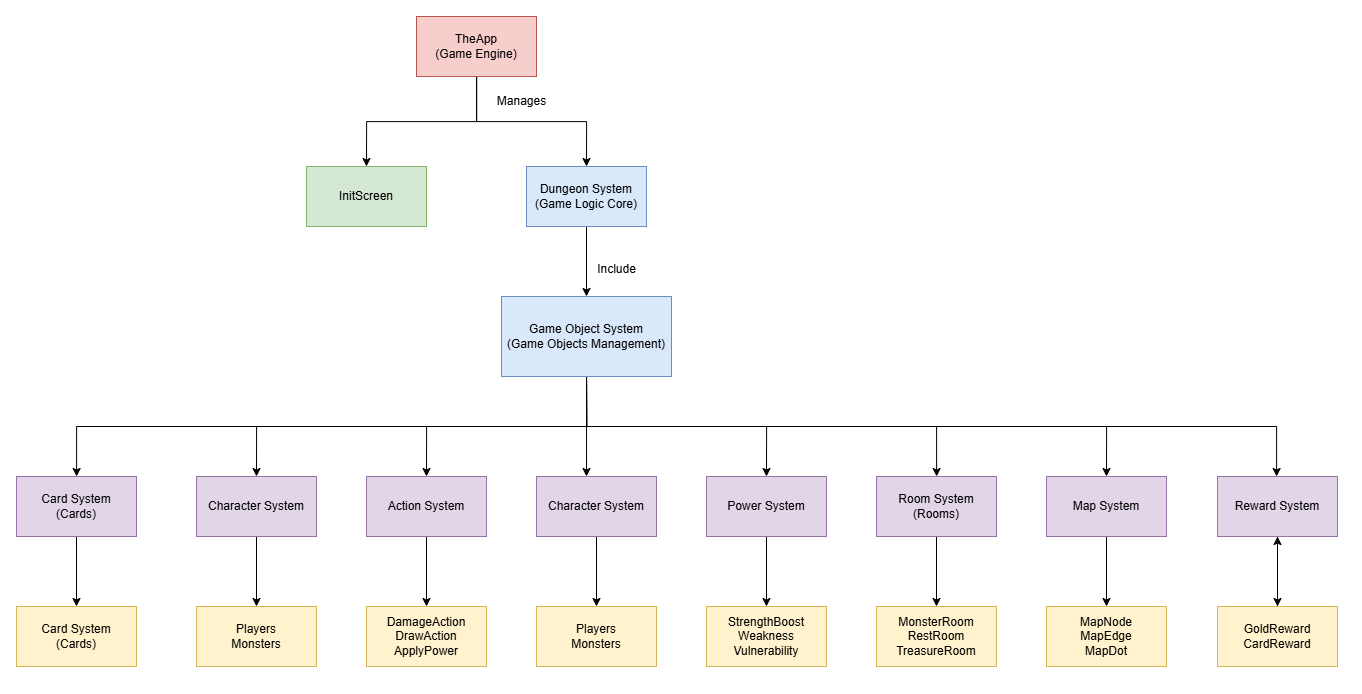 TheApp
(Game Engine)
Manages
InitScreen
Dungeon System
(Game Logic Core)
Include
Game Object System
(Game Objects Management)
Card System
(Cards)
Character System
Action System
Character System
Power System
Room System
(Rooms)
Map System
Reward System
Card System
(Cards)
Players
Monsters
DamageAction
DrawAction
ApplyPower
Players
Monsters
StrengthBoost
Weakness
Vulnerability
MonsterRoom
RestRoom
TreasureRoom
MapNode
MapEdge
MapDot
GoldReward
CardReward